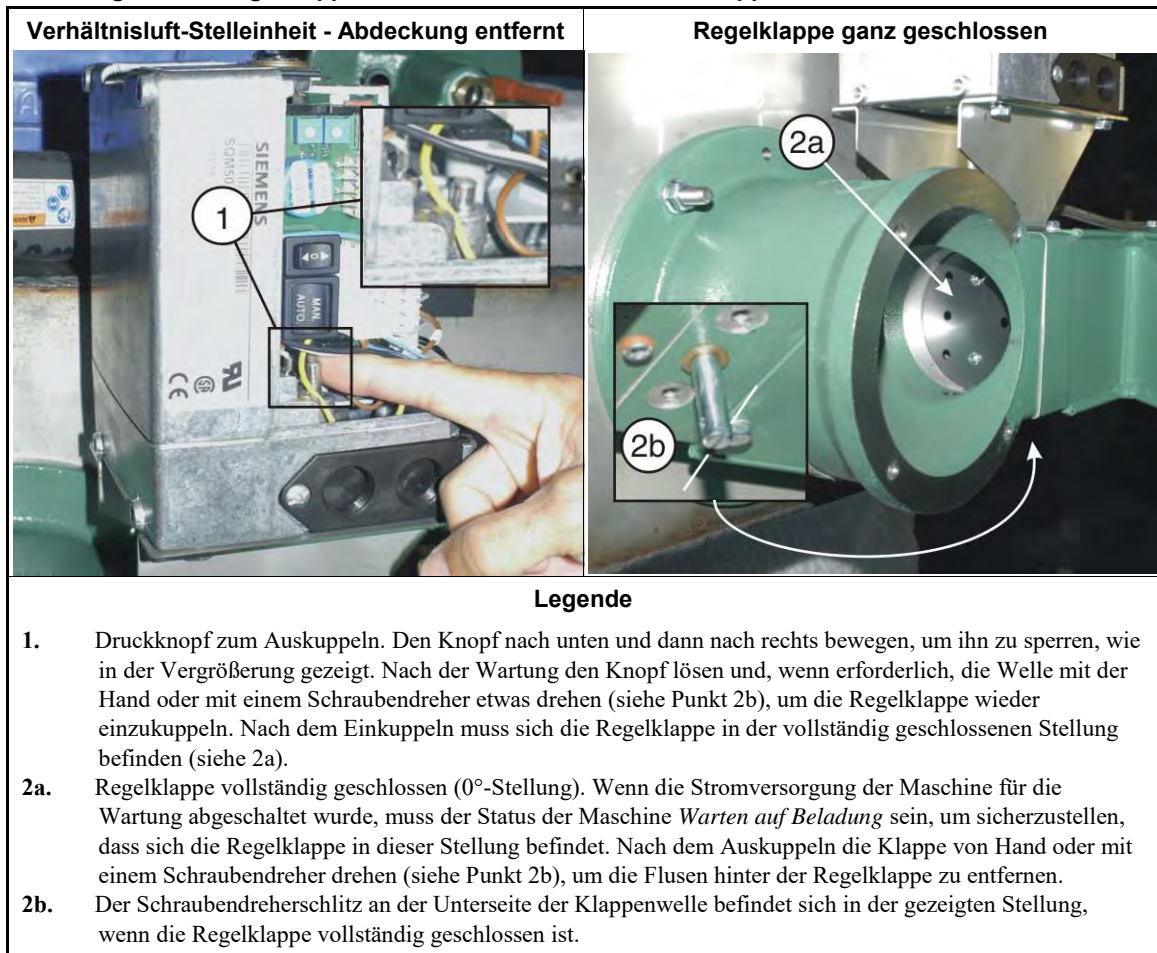 Verhältnisluft-Stelleinheit - Abdeckung entfernt
Regelklappe ganz geschlossen
SIEMENS
SQM50
1
0
MAN.
AUTO.
2a
2b
Legende
1. Druckknopf zum Auskuppeln. Den Knopf nach unten und dann nach rechts bewegen, um ihn zu sperren, wie
in der Vergrößerung gezeigt. Nach der Wartung den Knopf lösen und, wenn erforderlich, die Welle mit der
Hand oder mit einem Schraubendreher etwas drehen (siehe Punkt 2b), um die Regelklappe wieder
einzukuppeln. Nach dem Einkuppeln muss sich die Regelklappe in der vollständig geschlossenen Stellung
befinden (siehe 2a).
2a. Regelklappe vollständig geschlossen (0°-Stellung). Wenn die Stromversorgung der Maschine für die
Wartung abgeschaltet wurde, muss der Status der Maschine Warten auf Beladung sein, um sicherzustellen,
dass sich die Regelklappe in dieser Stellung befindet. Nach dem Auskuppeln die Klappe von Hand oder mit
einem Schraubendreher drehen (siehe Punkt 2b), um die Flusen hinter der Regelklappe zu entfernen.
2b. Der Schraubendreherschlitz an der Unterseite der Klappenwelle befindet sich in der gezeigten Stellung,
wenn die Regelklappe vollständig geschlossen ist.